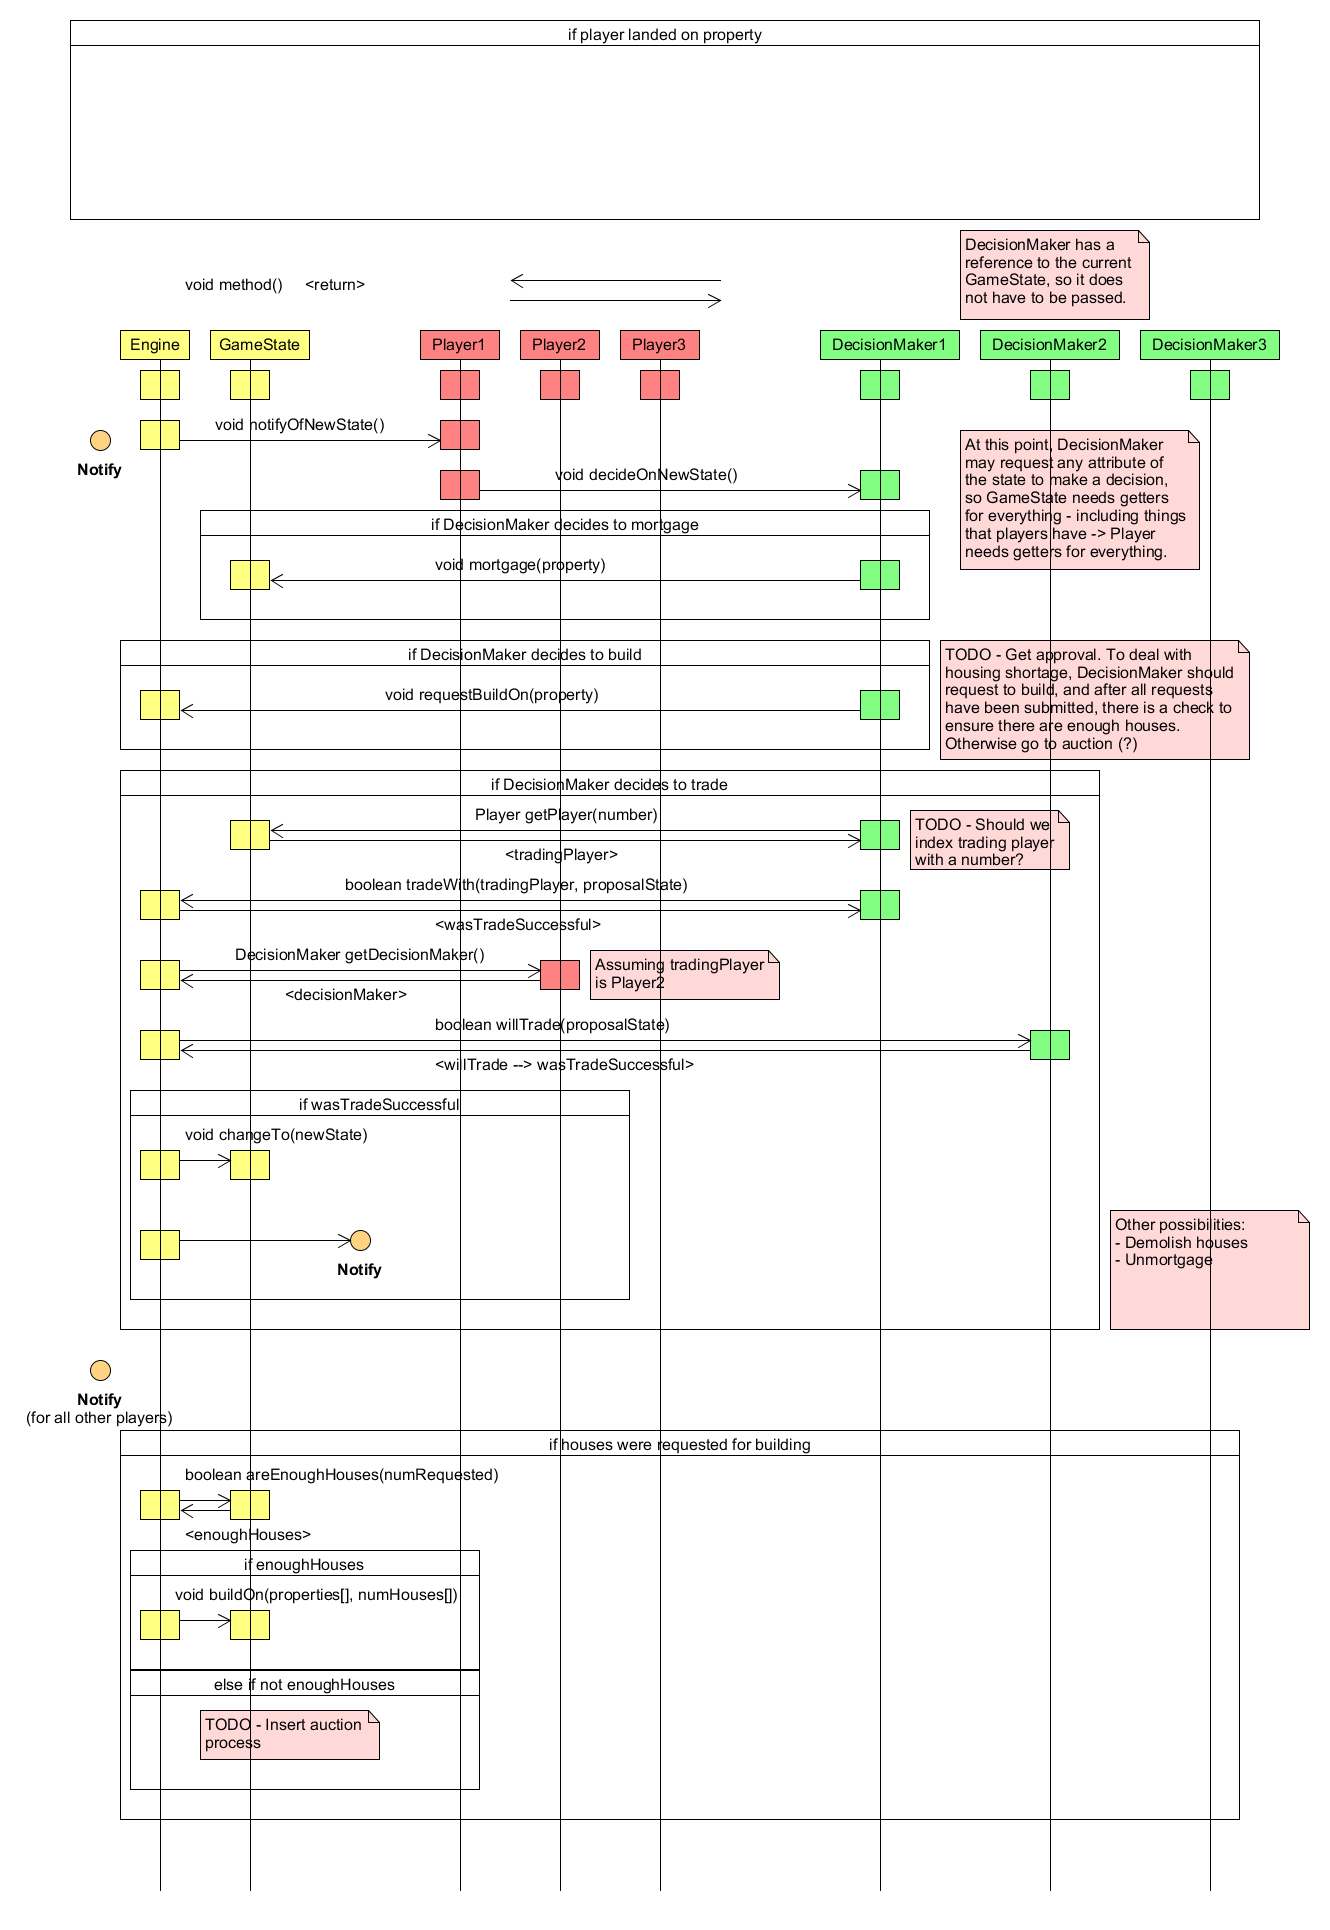 if player landed on property
DecisionMaker has a
reference to the current
GameState, so it does
not have to be passed.
void method()
<return>
Engine
GameState
Player1
Player2
Player3
DecisionMaker1
DecisionMaker2
DecisionMaker3
void notifyOfNewState()
Notify
At this point, DecisionMaker
may request any attribute of
the state to make a decision,
so GameState needs getters
for everything - including things
that players have -> Player
needs getters for everything.
void decideOnNewState()
if DecisionMaker decides to mortgage
void mortgage(property)
if DecisionMaker decides to build
void requestBuildOn(property)
TODO - Get approval. To deal with
housing shortage, DecisionMaker should
request to build, and after all requests
have been submitted, there is a check to
ensure there are enough houses.
Otherwise go to auction (?)
if DecisionMaker decides to trade
Player getPlayer(number)
<tradingPlayer>
TODO - Should we
index trading player
with a number?
boolean tradeWith(tradingPlayer, proposalState)
<wasTradeSuccessful>
DecisionMaker getDecisionMaker()
<decisionMaker>
Assuming tradingPlayer
is Player2
boolean willTrade(proposalState)
<willTrade --> wasTradeSuccessful>
if wasTradeSuccessful
void changeTo(newState)
Notify
Other possibilities:
- Demolish houses
- Unmortgage
Notify
(for all other players)
if houses were requested for building
boolean areEnoughHouses(numRequested)
<enoughHouses>
if enoughHouses
void buildOn(properties[], numHouses[])
else if not enoughHouses
TODO - Insert auction
process